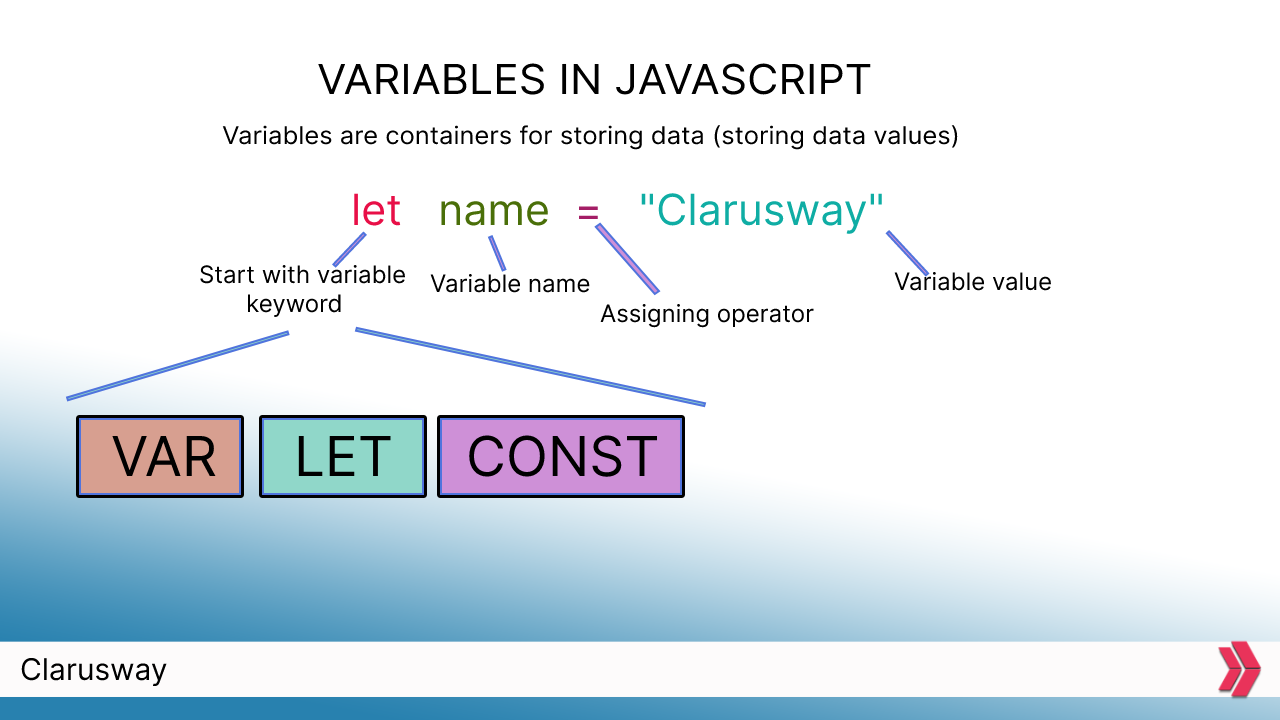 VARIABLES IN JAVASCRIPT
Variables are containers for storing data (storing data values)
let name = "Clarusway"
Start with variable
keyword
Variable name
Assigning operator
Variable value
VAR LET CONST
Clarusway